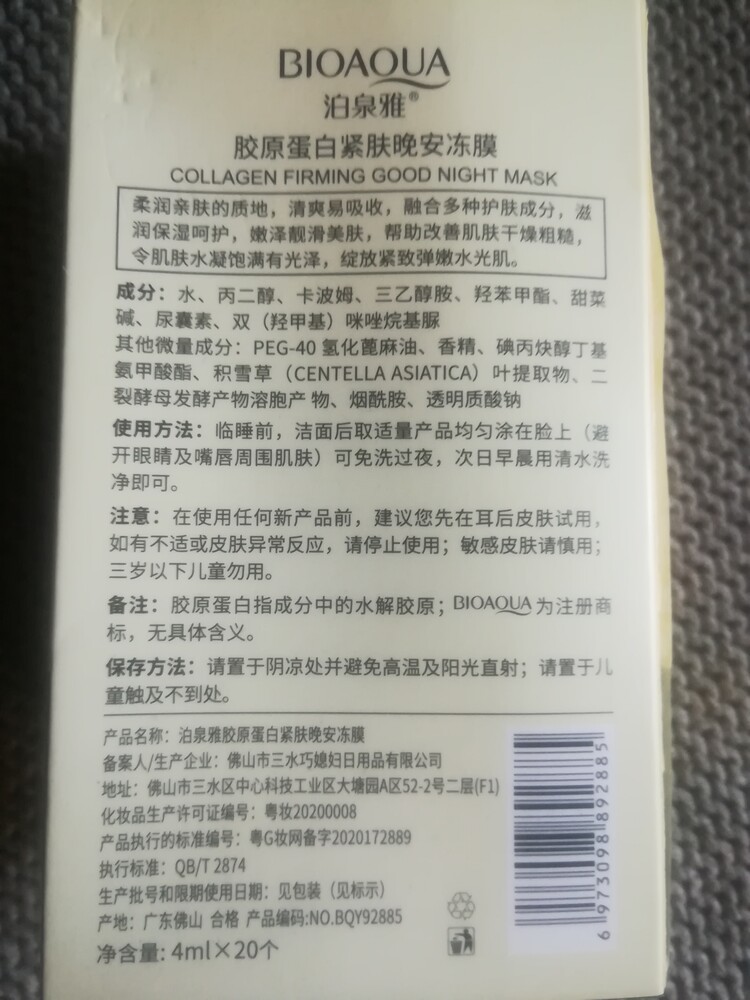 BIOAQUA
泊泉雅®
胶原蛋白紧肤晚安冻膜
COLLAGEN FIRMING GOOD NIGHT MASK
柔润亲肤的质地，清爽易吸收，融合多种护肤成分，滋
润保湿呵护，嫩泽靓滑美肤，帮助改善肌肤干燥粗糙，
令肌肤水凝饱满有光泽，绽放紧致弹嫩水光肌。
成分：水、丙二醇、卡波姆、三乙醇胺、羟苯甲酯、甜菜
碱、尿囊素、双（羟甲基）咪唑烷基脲
其他微量成分：PEG-40 氢化蓖麻油、香精、碘丙炔醇丁基
氨甲酸酯、积雪草（CENTELLA ASIATICA）叶提取物、二
裂酵母发酵产物溶胞产 物、烟酰胺、透明质酸钠
使用方法：临睡前，洁面后取适量产品均匀涂在脸上（避
开眼睛及嘴唇周围肌肤）可免洗过夜，次日早晨用清水洗
净即可。
注意：在使用任何新产品前，建议您先在耳后皮肤试用，
如有不适或皮肤异常反应，请停止使用；敏感皮肤请慎用；
三岁以下儿童勿用。
备注：胶原蛋白指成分中的水解胶原；BIOAQUA为注册商
标，无具体含义。
保存方法：请置于阴凉处并避免高温及阳光直射；请置于儿
童触及不到处。
产品名称：泊泉雅胶原蛋白紧肤晚安冻膜
备案人/生产企业：佛山市三水巧媳妇日用品有限公司
地址：佛山市三水区中心科技工业区大塘园A区52-2号二层(F1)
化妆品生产许可证编号：粤妆20200008
产品执行的标准编号：粤G妆网备字2020172889
执行标准：QB/T 2874
生产批号和限期使用日期：见包装（见标示）
产地：广东佛山 合格 产品编码:NO.BQY92885
净含量: 4ml×20个
6 973098 892885